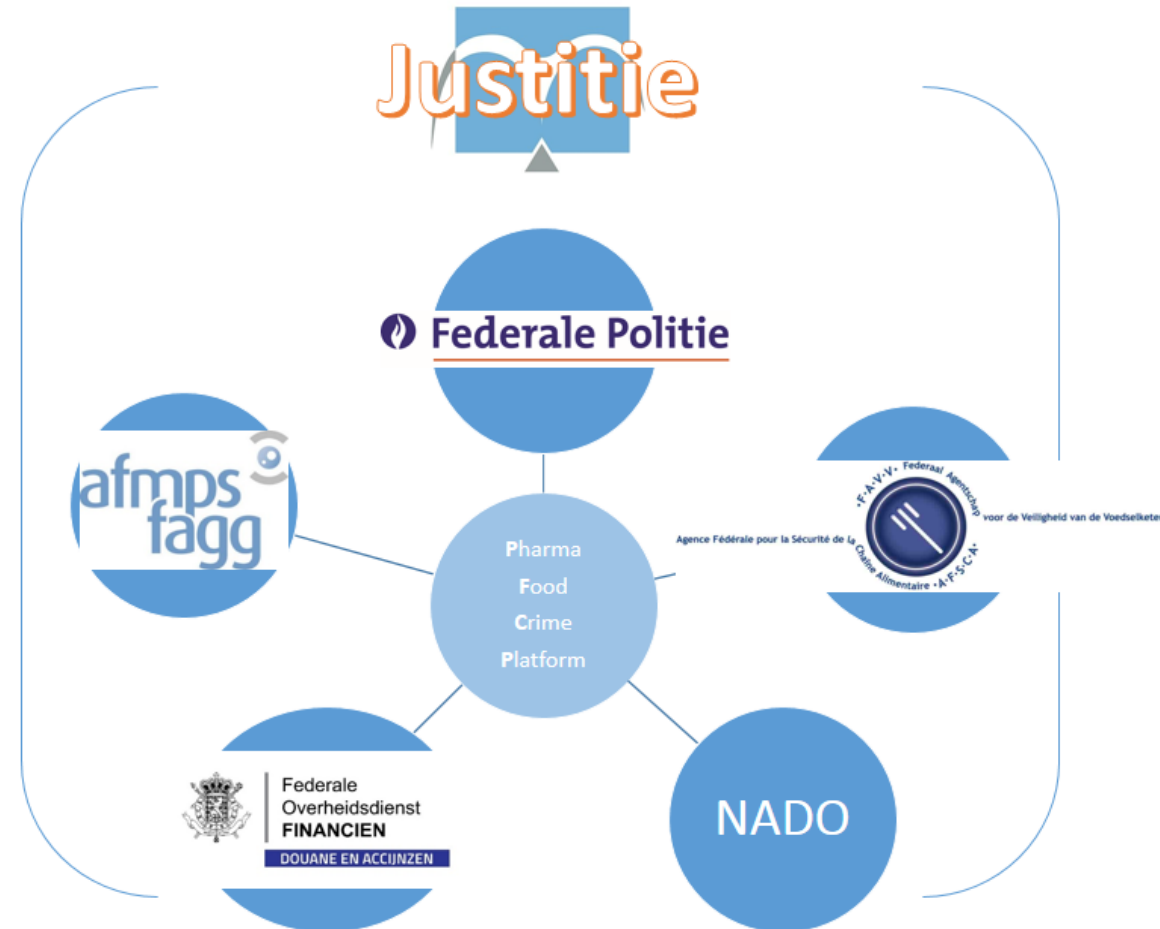 Justitie
Federale Politie
afmps
fagg
·F·A·V·V· Federaal Agentschap
voor de Veiligheid van de Voedselkete
Agence Fédérale pour la Sécurité de la
Chaîne Alimentaire ·A·F·S·C·A·
Pharma
Food
Crime
Platform
Federale
Overheidsdienst
FINANCIEN
DOUANE EN ACCIJNZEN
NADO